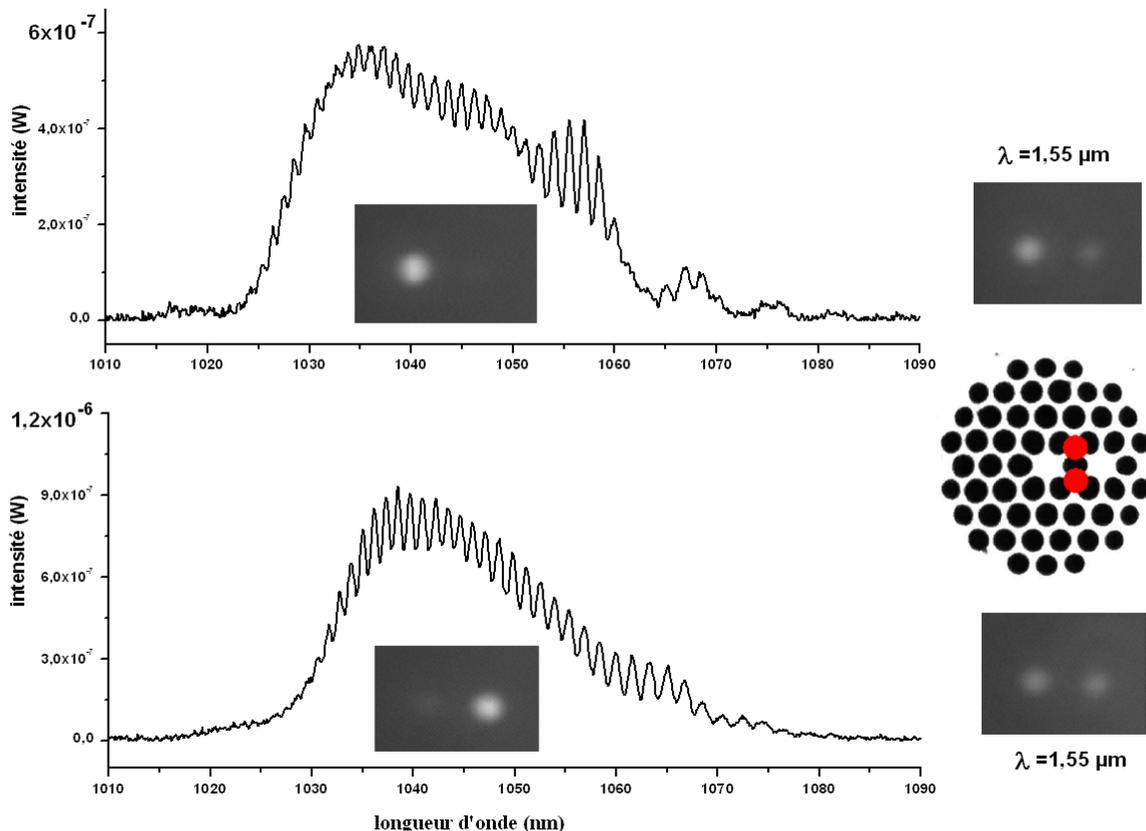 6x10 -7
4,0x10-7
2,0x10-7
0,0
intensité (W)
1010 1020 1030 1040 1050 1060 1070 1080 1090
λ =1,55 µm
1,2x10 -6
9,0x10-7
6,0x10-7
3,0x10-7
0,0
intensité (W)
1010 1020 1030 1040 1050 1060 1070 1080 1090
longueur d'onde (nm)
λ =1,55 µm